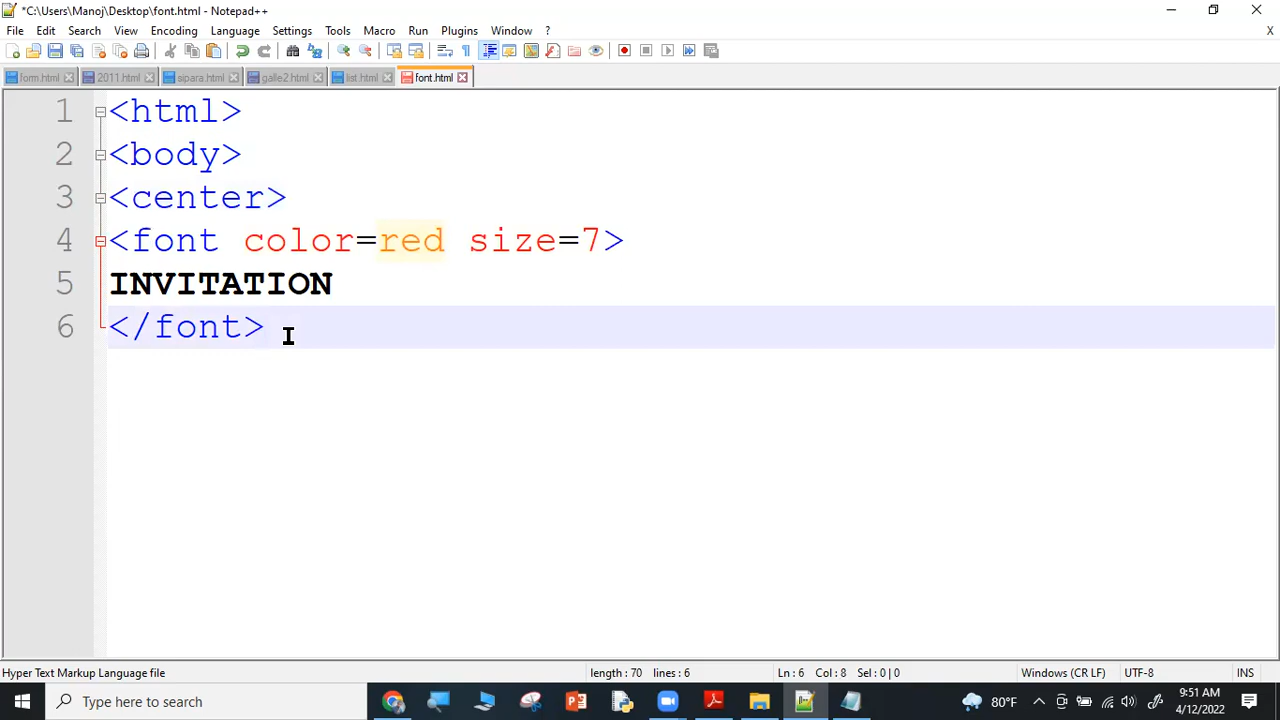 *C:\Users\Manoj\Desktop\font.html - Notepad++
File Edit Search View Encoding Language Settings Tools Macro Run Plugins Window ? X
form.html 2011.html sipara.html galle2.html list.html font.html
1 <html>
2 <body>
3 <center>
4 <font color=red size=7>
5 INVITATION
6 </font>
Hyper Text Markup Language file length : 70 lines : 6 Ln : 6 Col : 8 Sel : 0 | 0 Windows (CR LF) UTF-8 INS
Type here to search 80°F 9:51 AM
4/12/2022